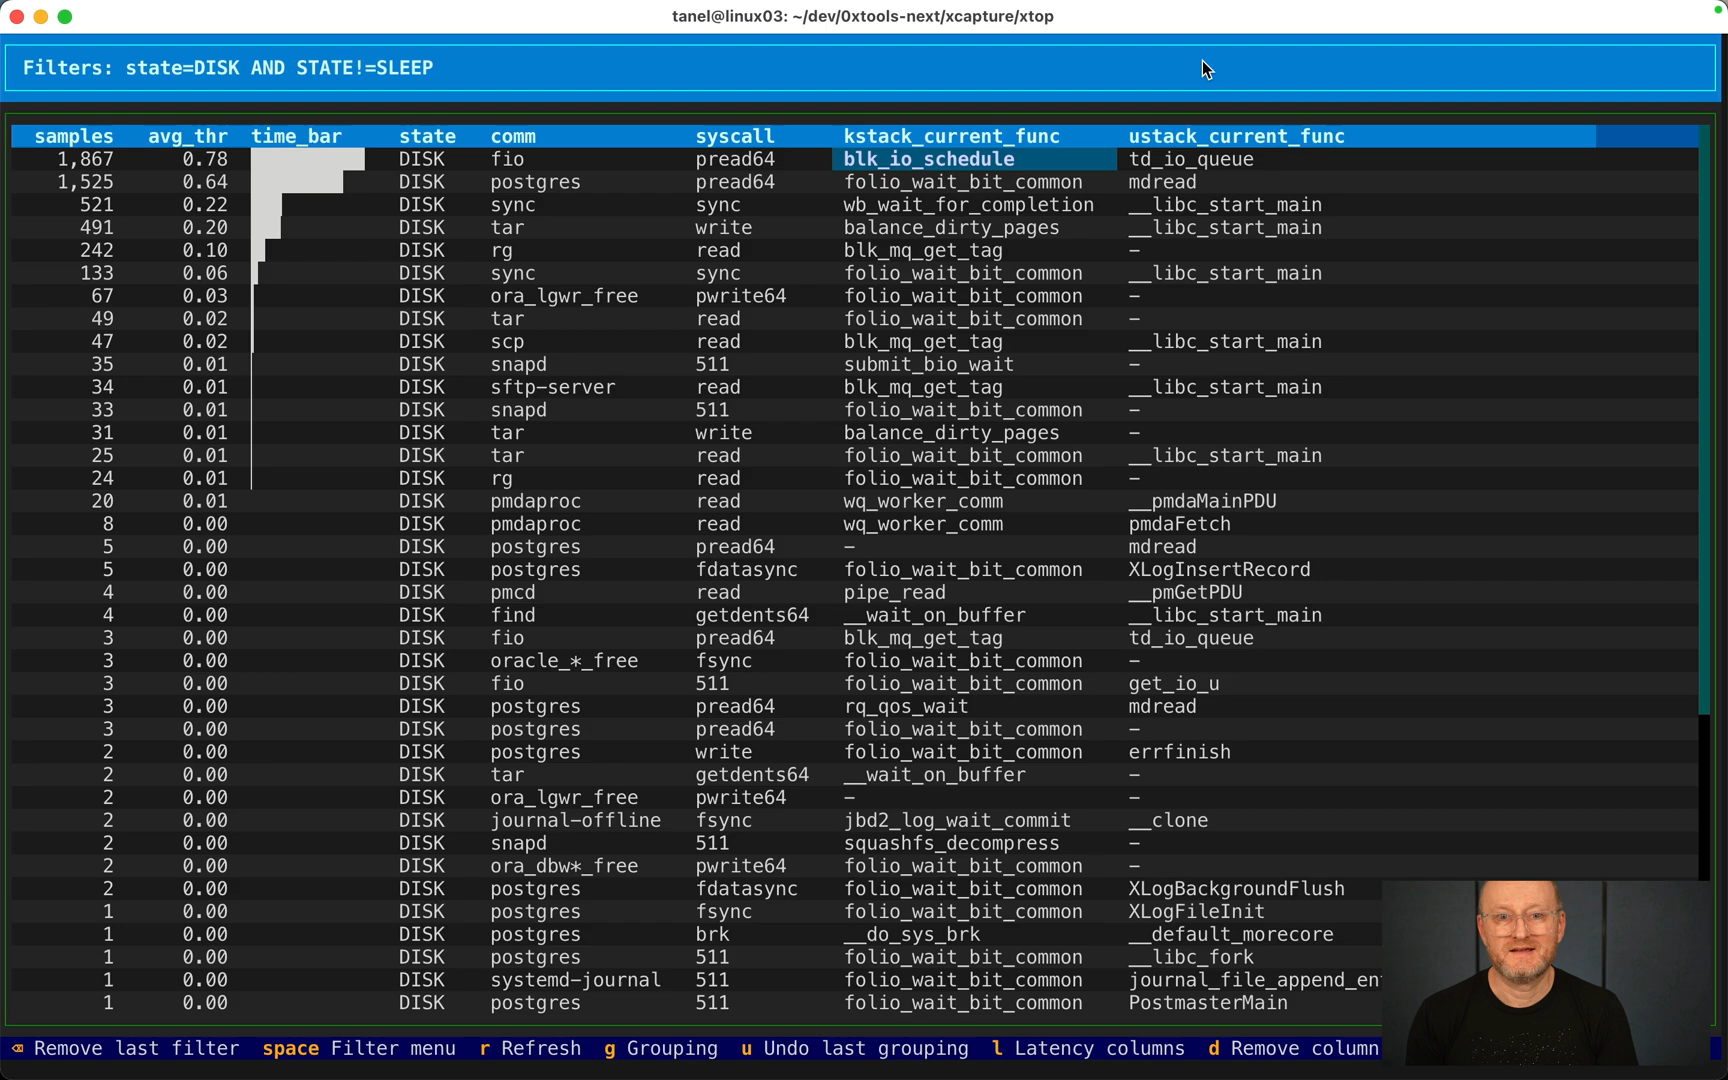 tanel@linux03: ~/dev/0xtools-next/xcapture/xtop
Filters: state=DISK AND STATE!=SLEEP
samples avg_thr time_bar state comm syscall kstack_current_func ustack_current_func
1,867 0.78 DISK fio pread64 blk_io_schedule td_io_queue
1,525 0.64 DISK postgres pread64 folio_wait_bit_common mdread
521 0.22 DISK sync sync wb_wait_for_completion __libc_start_main
491 0.20 DISK tar write balance_dirty_pages __libc_start_main
242 0.10 DISK rg read blk_mq_get_tag -
133 0.06 DISK sync sync folio_wait_bit_common __libc_start_main
67 0.03 DISK ora_lgwr_free pwrite64 folio_wait_bit_common -
49 0.02 DISK tar read folio_wait_bit_common -
47 0.02 DISK scp read blk_mq_get_tag __libc_start_main
35 0.01 DISK snapd 511 submit_bio_wait -
34 0.01 DISK sftp-server read blk_mq_get_tag __libc_start_main
33 0.01 DISK snapd 511 folio_wait_bit_common -
31 0.01 DISK tar write balance_dirty_pages -
25 0.01 DISK tar read folio_wait_bit_common __libc_start_main
24 0.01 DISK rg read folio_wait_bit_common -
20 0.01 DISK pmdaproc read wq_worker_comm __pmdaMainPDU
8 0.00 DISK pmdaproc read wq_worker_comm pmdaFetch
5 0.00 DISK postgres pread64 - mdread
5 0.00 DISK postgres fdatasync folio_wait_bit_common XLogInsertRecord
4 0.00 DISK pmcd read pipe_read __pmGetPDU
4 0.00 DISK find getdents64 __wait_on_buffer __libc_start_main
3 0.00 DISK fio pread64 blk_mq_get_tag td_io_queue
3 0.00 DISK oracle_*_free fsync folio_wait_bit_common -
3 0.00 DISK fio 511 folio_wait_bit_common get_io_u
3 0.00 DISK postgres pread64 rq_qos_wait mdread
3 0.00 DISK postgres pread64 folio_wait_bit_common -
2 0.00 DISK postgres write folio_wait_bit_common errfinish
2 0.00 DISK tar getdents64 __wait_on_buffer -
2 0.00 DISK ora_lgwr_free pwrite64 - -
2 0.00 DISK journal-offline fsync jbd2_log_wait_commit __clone
2 0.00 DISK snapd 511 squashfs_decompress -
2 0.00 DISK ora_dbw*_free pwrite64 folio_wait_bit_common -
2 0.00 DISK postgres fdatasync folio_wait_bit_common XLogBackgroundFlush
1 0.00 DISK postgres fsync folio_wait_bit_common XLogFileInit
1 0.00 DISK postgres brk __do_sys_brk __default_morecore
1 0.00 DISK postgres 511 folio_wait_bit_common __libc_fork
1 0.00 DISK systemd-journal 511 folio_wait_bit_common journal_file_append_en
1 0.00 DISK postgres 511 folio_wait_bit_common PostmasterMain
⌫ Remove last filter space Filter menu r Refresh g Grouping u Undo last grouping l Latency columns d Remove column